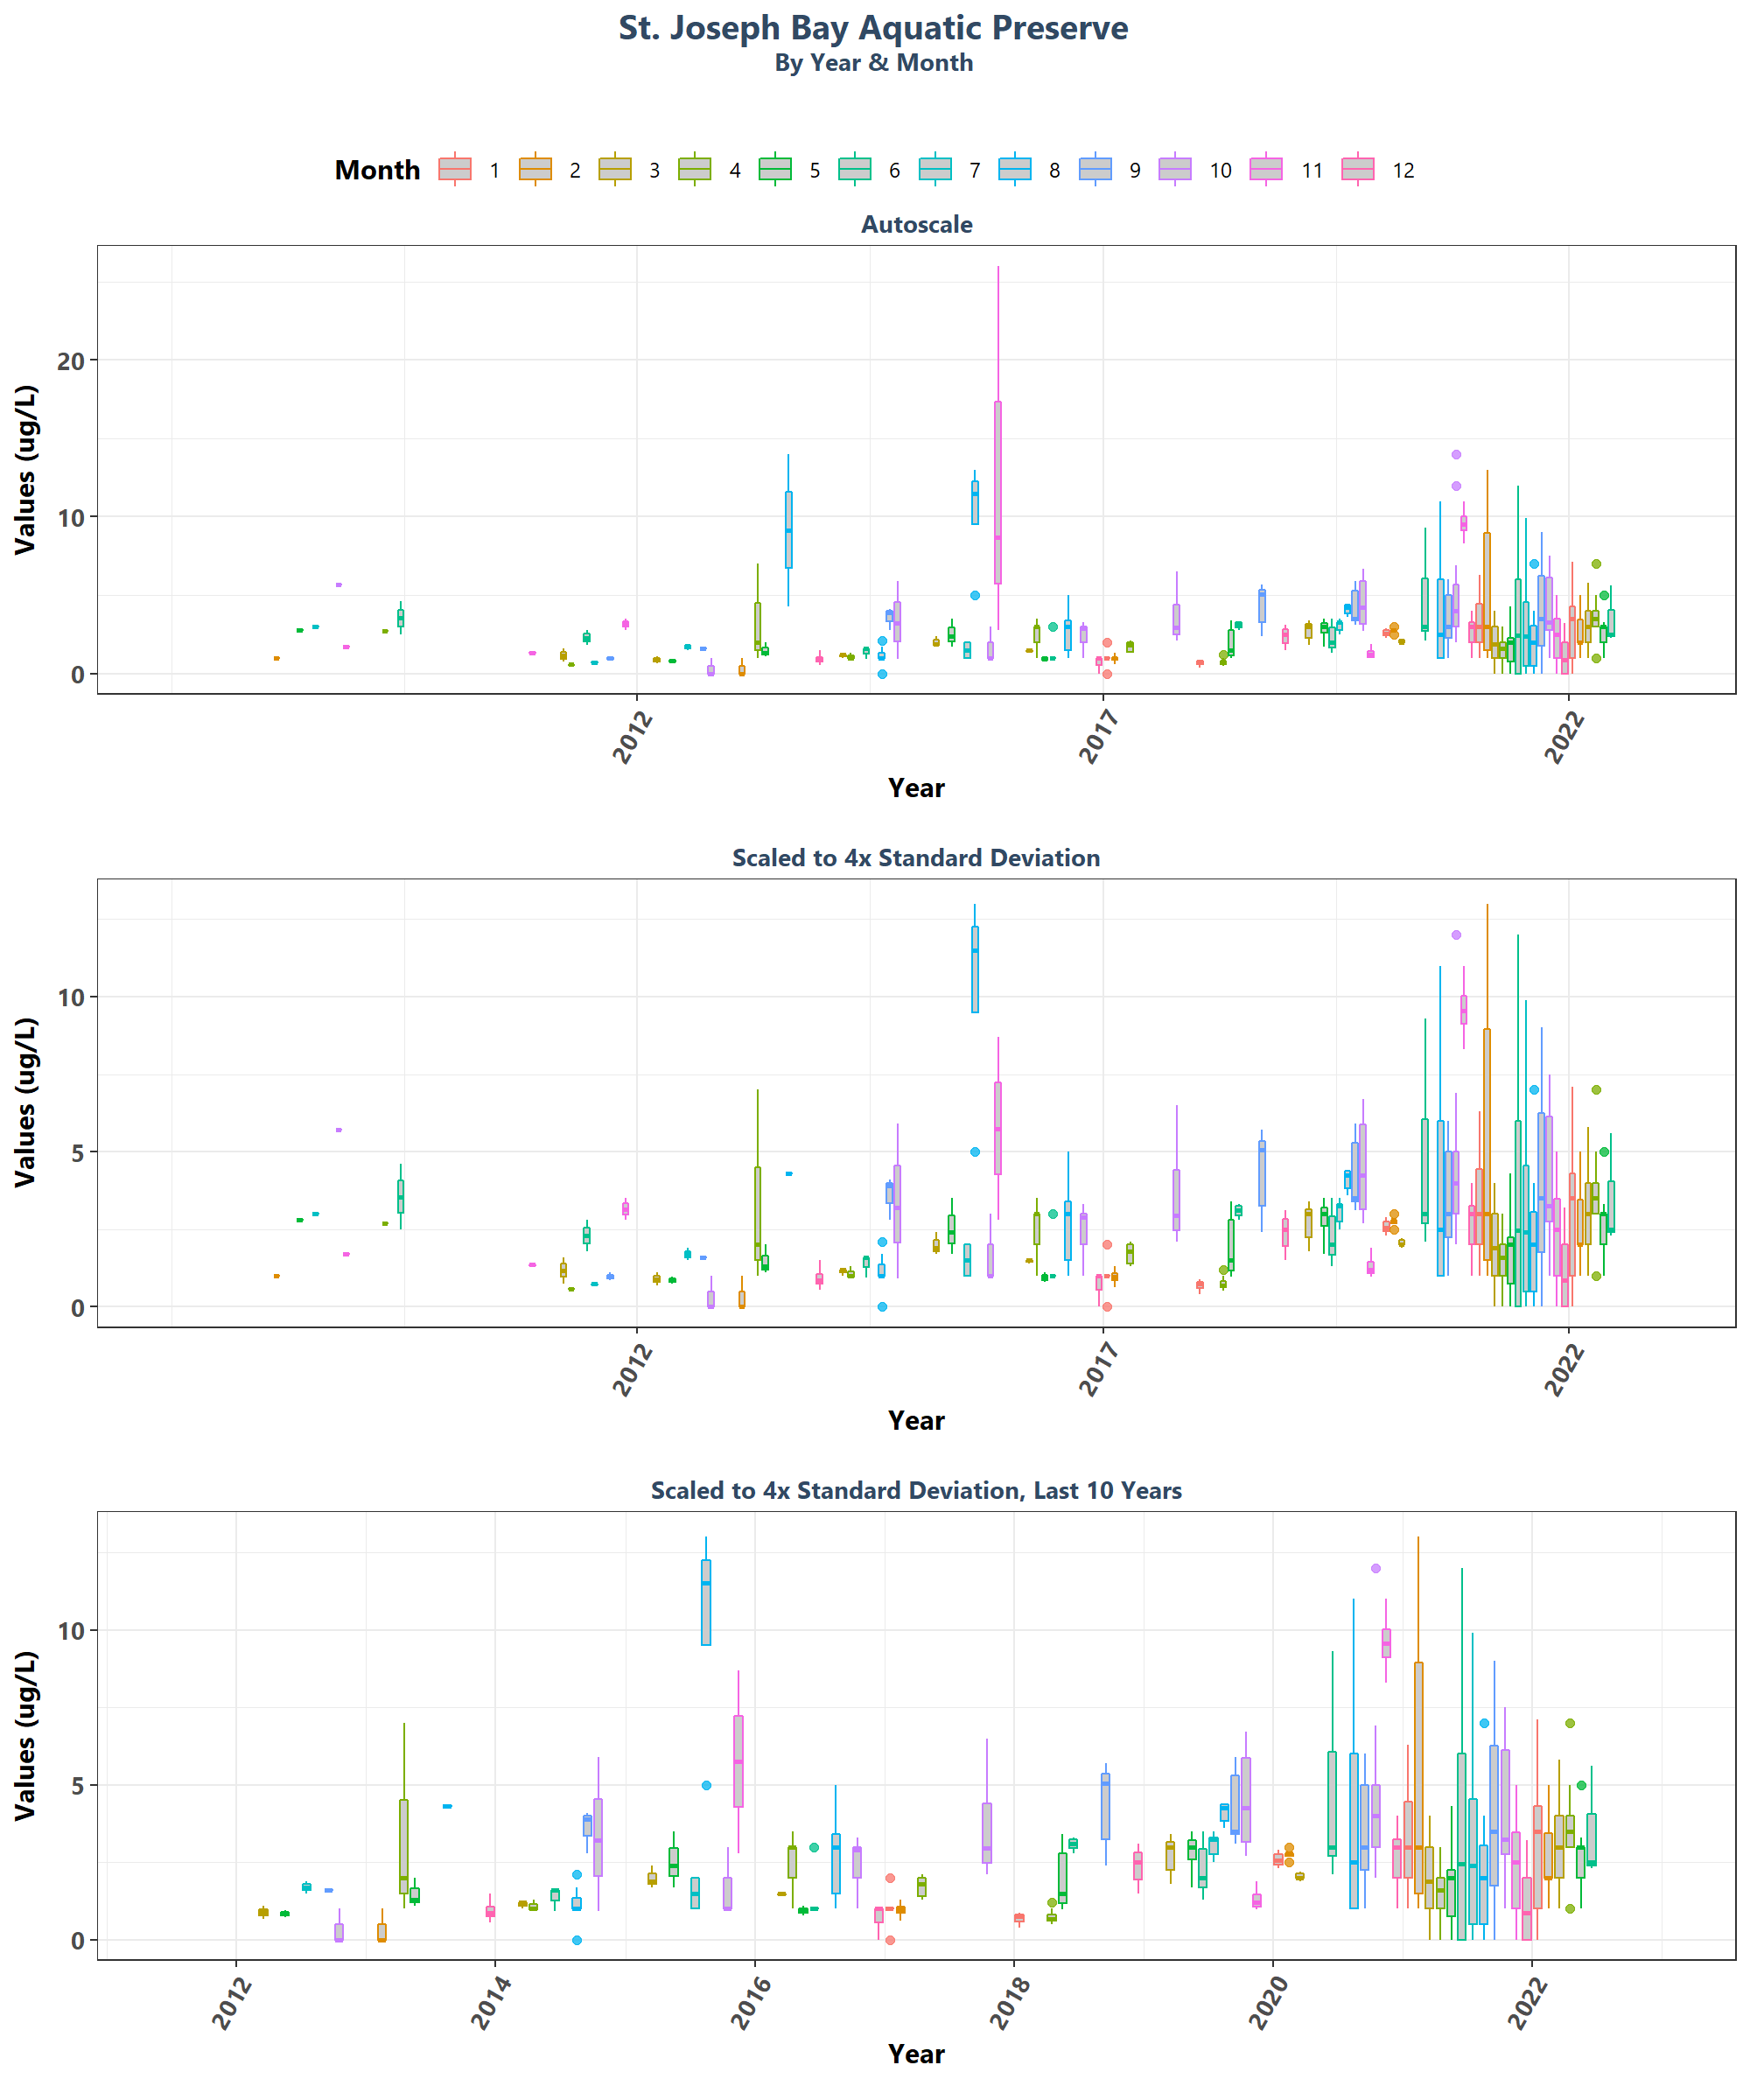 St. Joseph Bay Aquatic Preserve
By Year & Month
Month 1 2 3 4 5 6 7 8 9 10 11 12
Autoscale
Values (ug/L)
20
10
0
2012 2017 2022
Year
Scaled to 4x Standard Deviation
Values (ug/L)
10
5
0
2012 2017 2022
Year
Scaled to 4x Standard Deviation, Last 10 Years
Values (ug/L)
10
5
0
2012 2014 2016 2018 2020 2022
Year